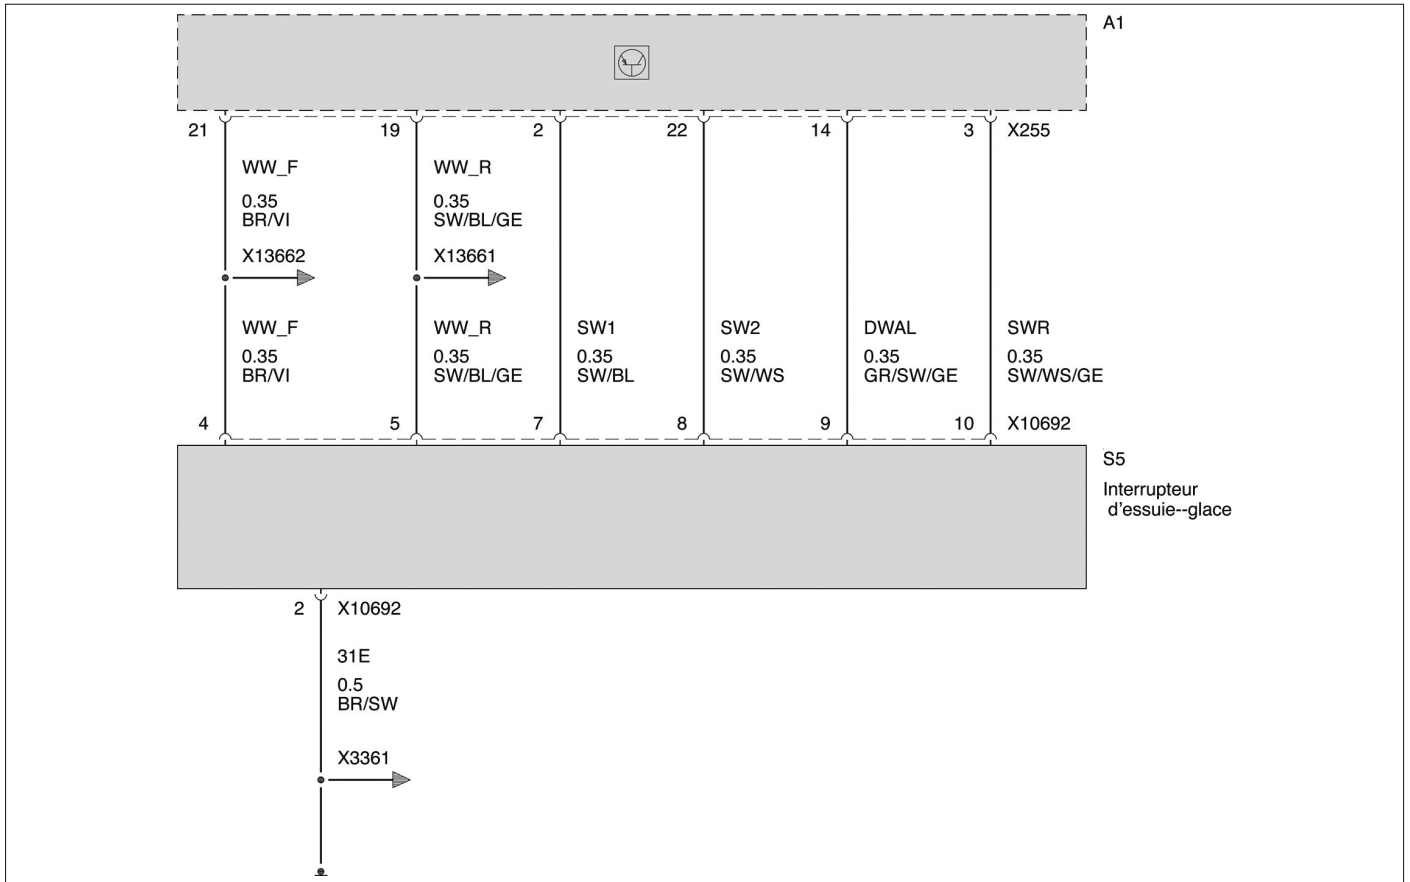 A1
21 19 2 22 14 3 X255
WW_F WW_R
0.35 0.35
BR/VI SW/BL/GE
X13662 X13661
WW_F WW_R SW1 SW2 DWAL SWR
0.35 0.35 0.35 0.35 0.35 0.35
BR/VI SW/BL/GE SW/BL SW/WS GR/SW/GE SW/WS/GE
4 5 7 8 9 10 X10692
S5
Interrupteur
d'essuie--glace
2 X10692
31E
0.5
BR/SW
X3361